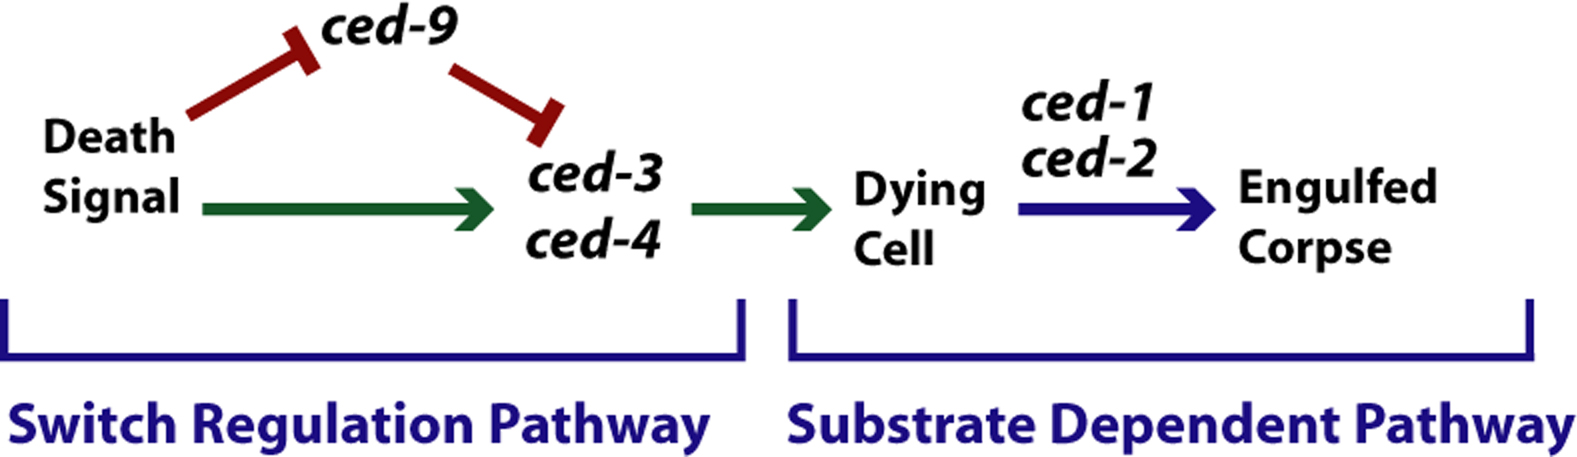 ced-9
Death
Signal
ced-3
ced-4
Dying
Cell
ced-1
ced-2
Engulfed
Corpse
Switch Regulation Pathway
Substrate Dependent Pathway